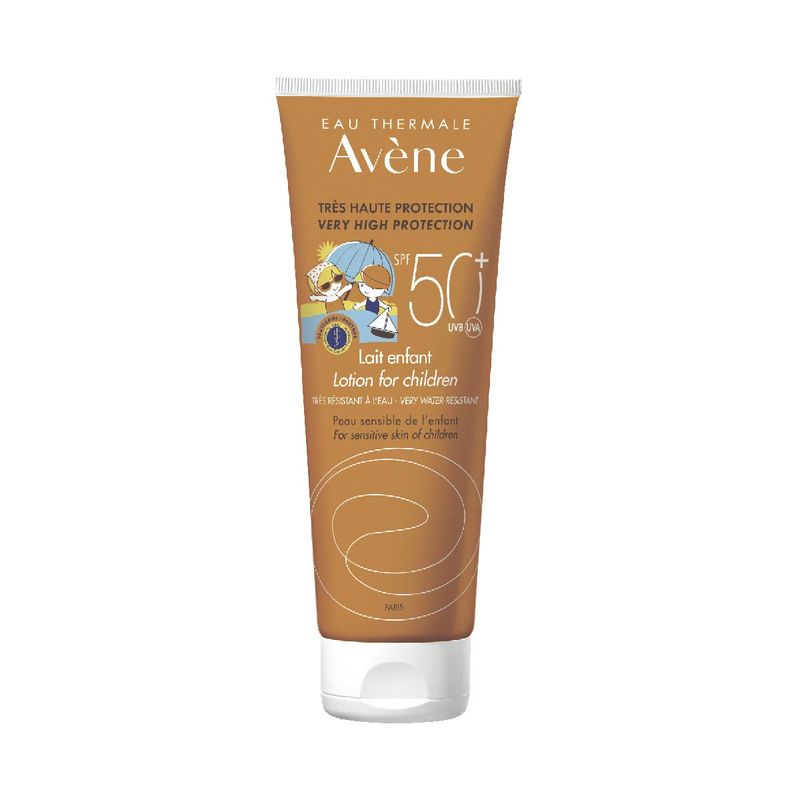 EAU THERMALE
Avène
TRÈS HAUTE PROTECTION
VERY HIGH PROTECTION
SPF 50+
UVB UVA
Lait enfant
Lotion for children
TRÈS RÉSISTANT À L'EAU - VERY WATER-RESISTANT
Peau sensible de l'enfant
For sensitive skin of children
PARIS